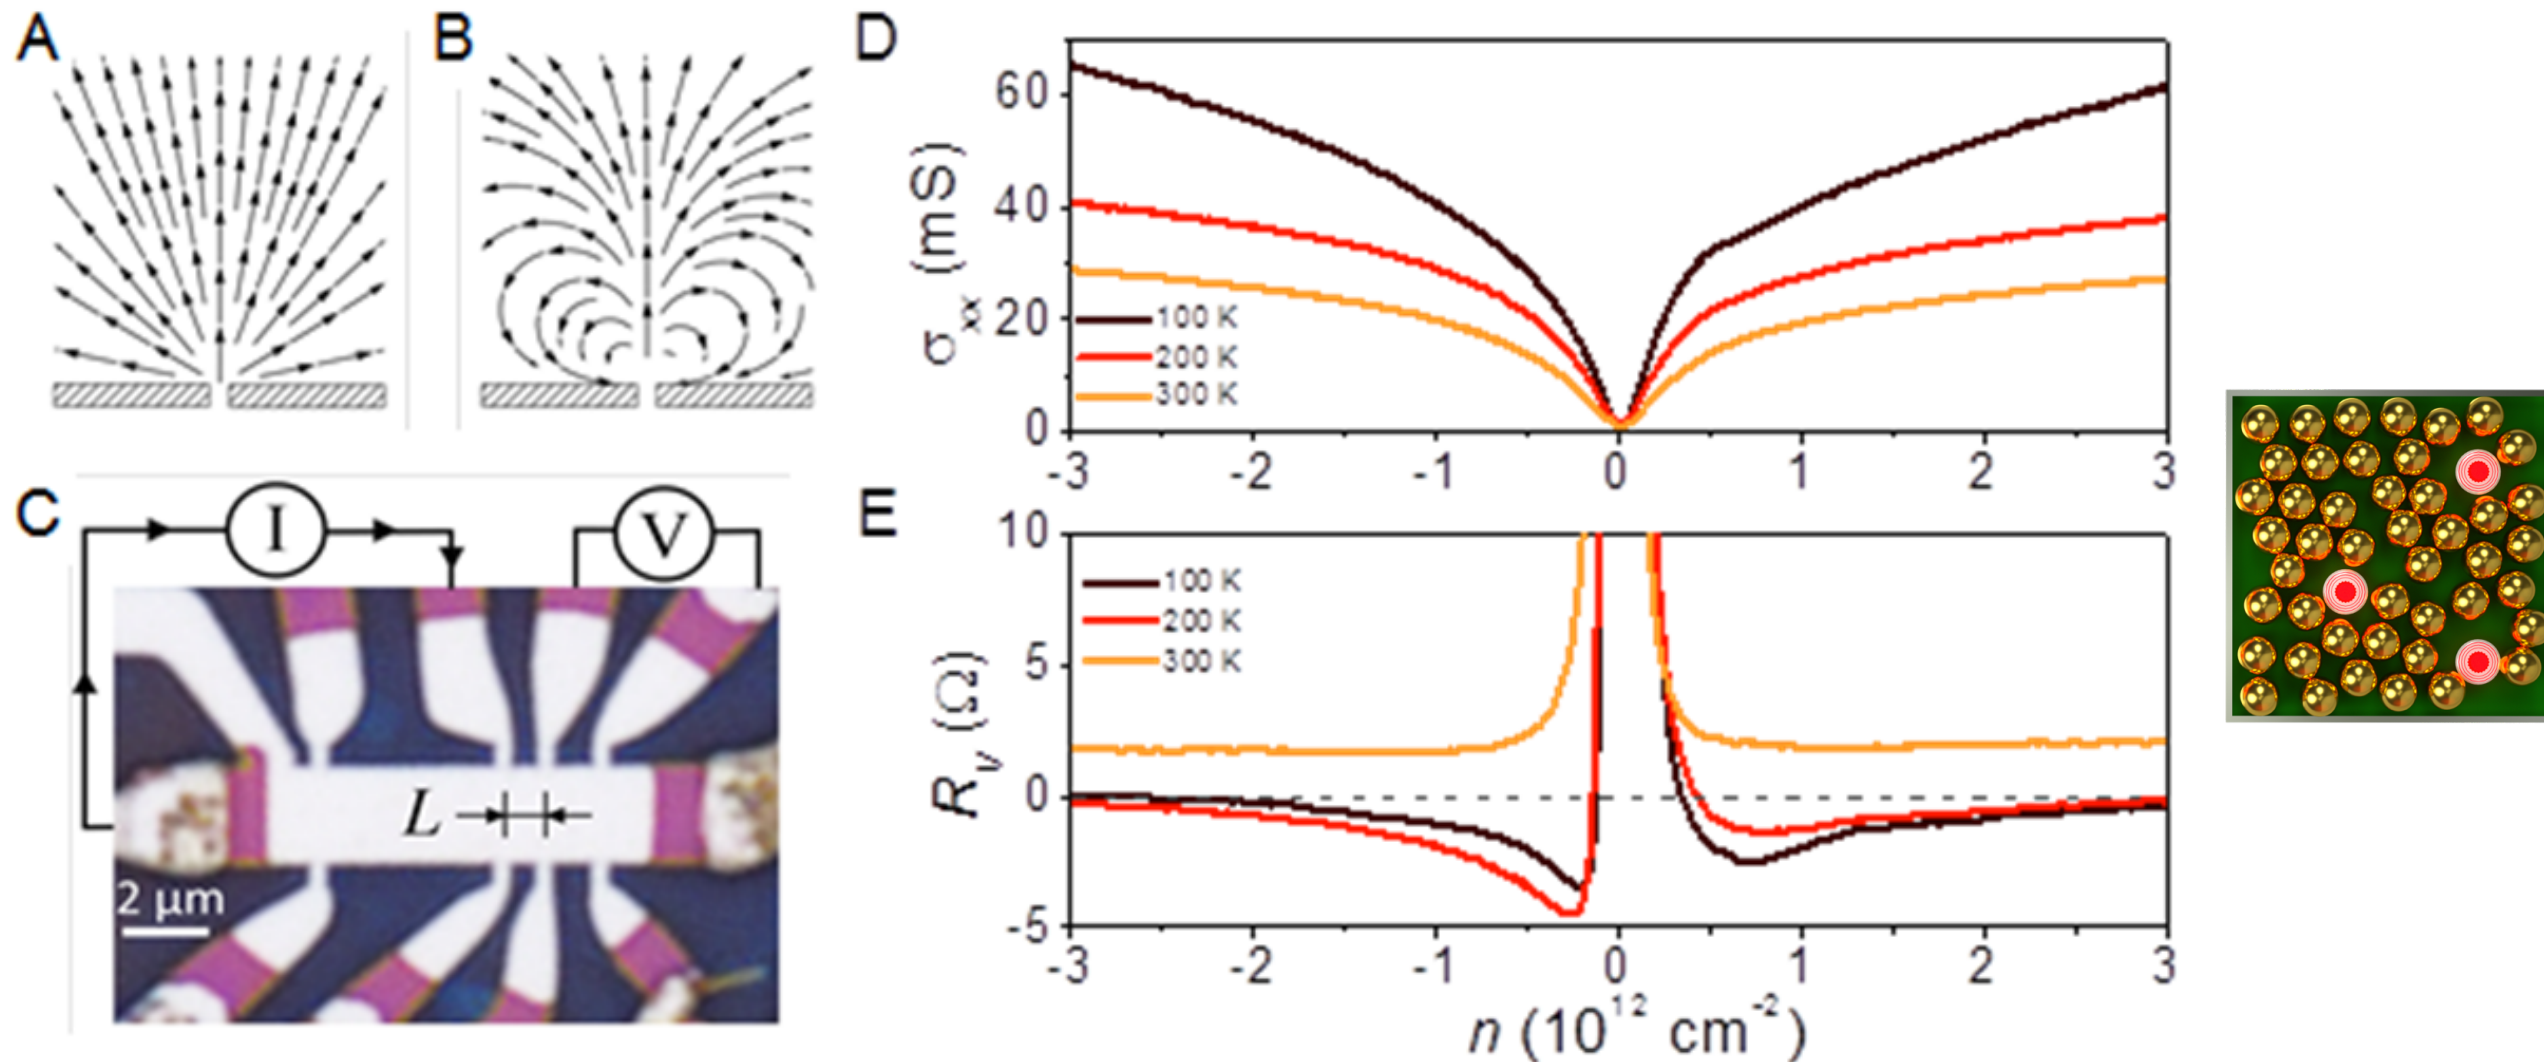 A
B
C
I
V
L
2 μm
D
σxx (mS)
60
40
20
0
100 K
200 K
300 K
-3 -2 -1 0 1 2 3
E
RV (Ω)
10
5
0
-5
100 K
200 K
300 K
-3 -2 -1 0 1 2 3
n (10¹² cm⁻²)